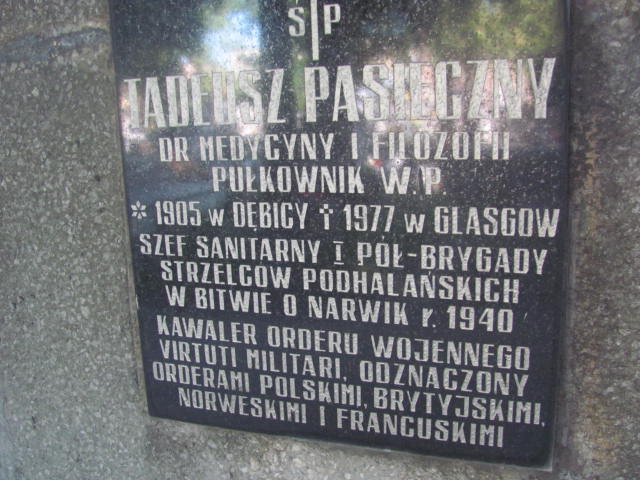 Ś P
TADEUSZ PASIECZNY
DR MEDYCYNY I FILOZOFII
PUŁKOWNIK W.P
* 1905 W DĘBICY † 1977 W GLASGOW
SZEF SANITARNY I PÓŁ-BRYGADY
STRZELCÓW PODHALAŃSKICH
W BITWIE O NARWIK r. 1940
KAWALER ORDERU WOJENNEGO
VIRTUTI MILITARI, ODZNACZONY
ORDERAMI POLSKIMI, BRYTYJSKIMI,
NORWESKIMI I FRANCUSKIMI